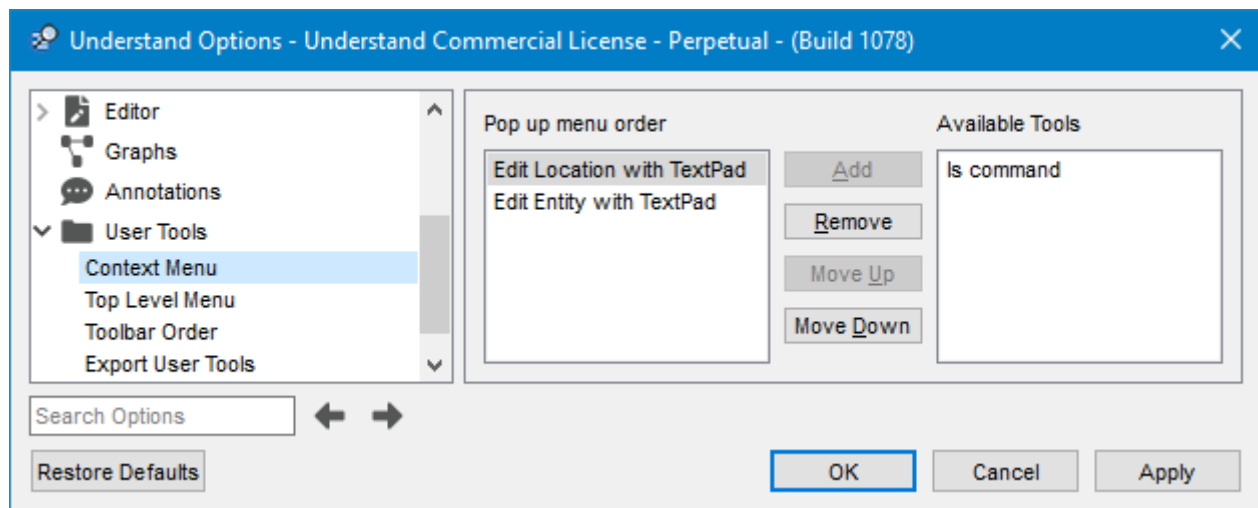 Understand Options - Understand Commercial License - Perpetual - (Build 1078)
Editor
Graphs
Annotations
User Tools
Context Menu
Top Level Menu
Toolbar Order
Export User Tools
Pop up menu order
Edit Location with TextPad
Edit Entity with TextPad
Add
Remove
Move Up
Move Down
Available Tools
ls command
Search Options
Restore Defaults
OK
Cancel
Apply